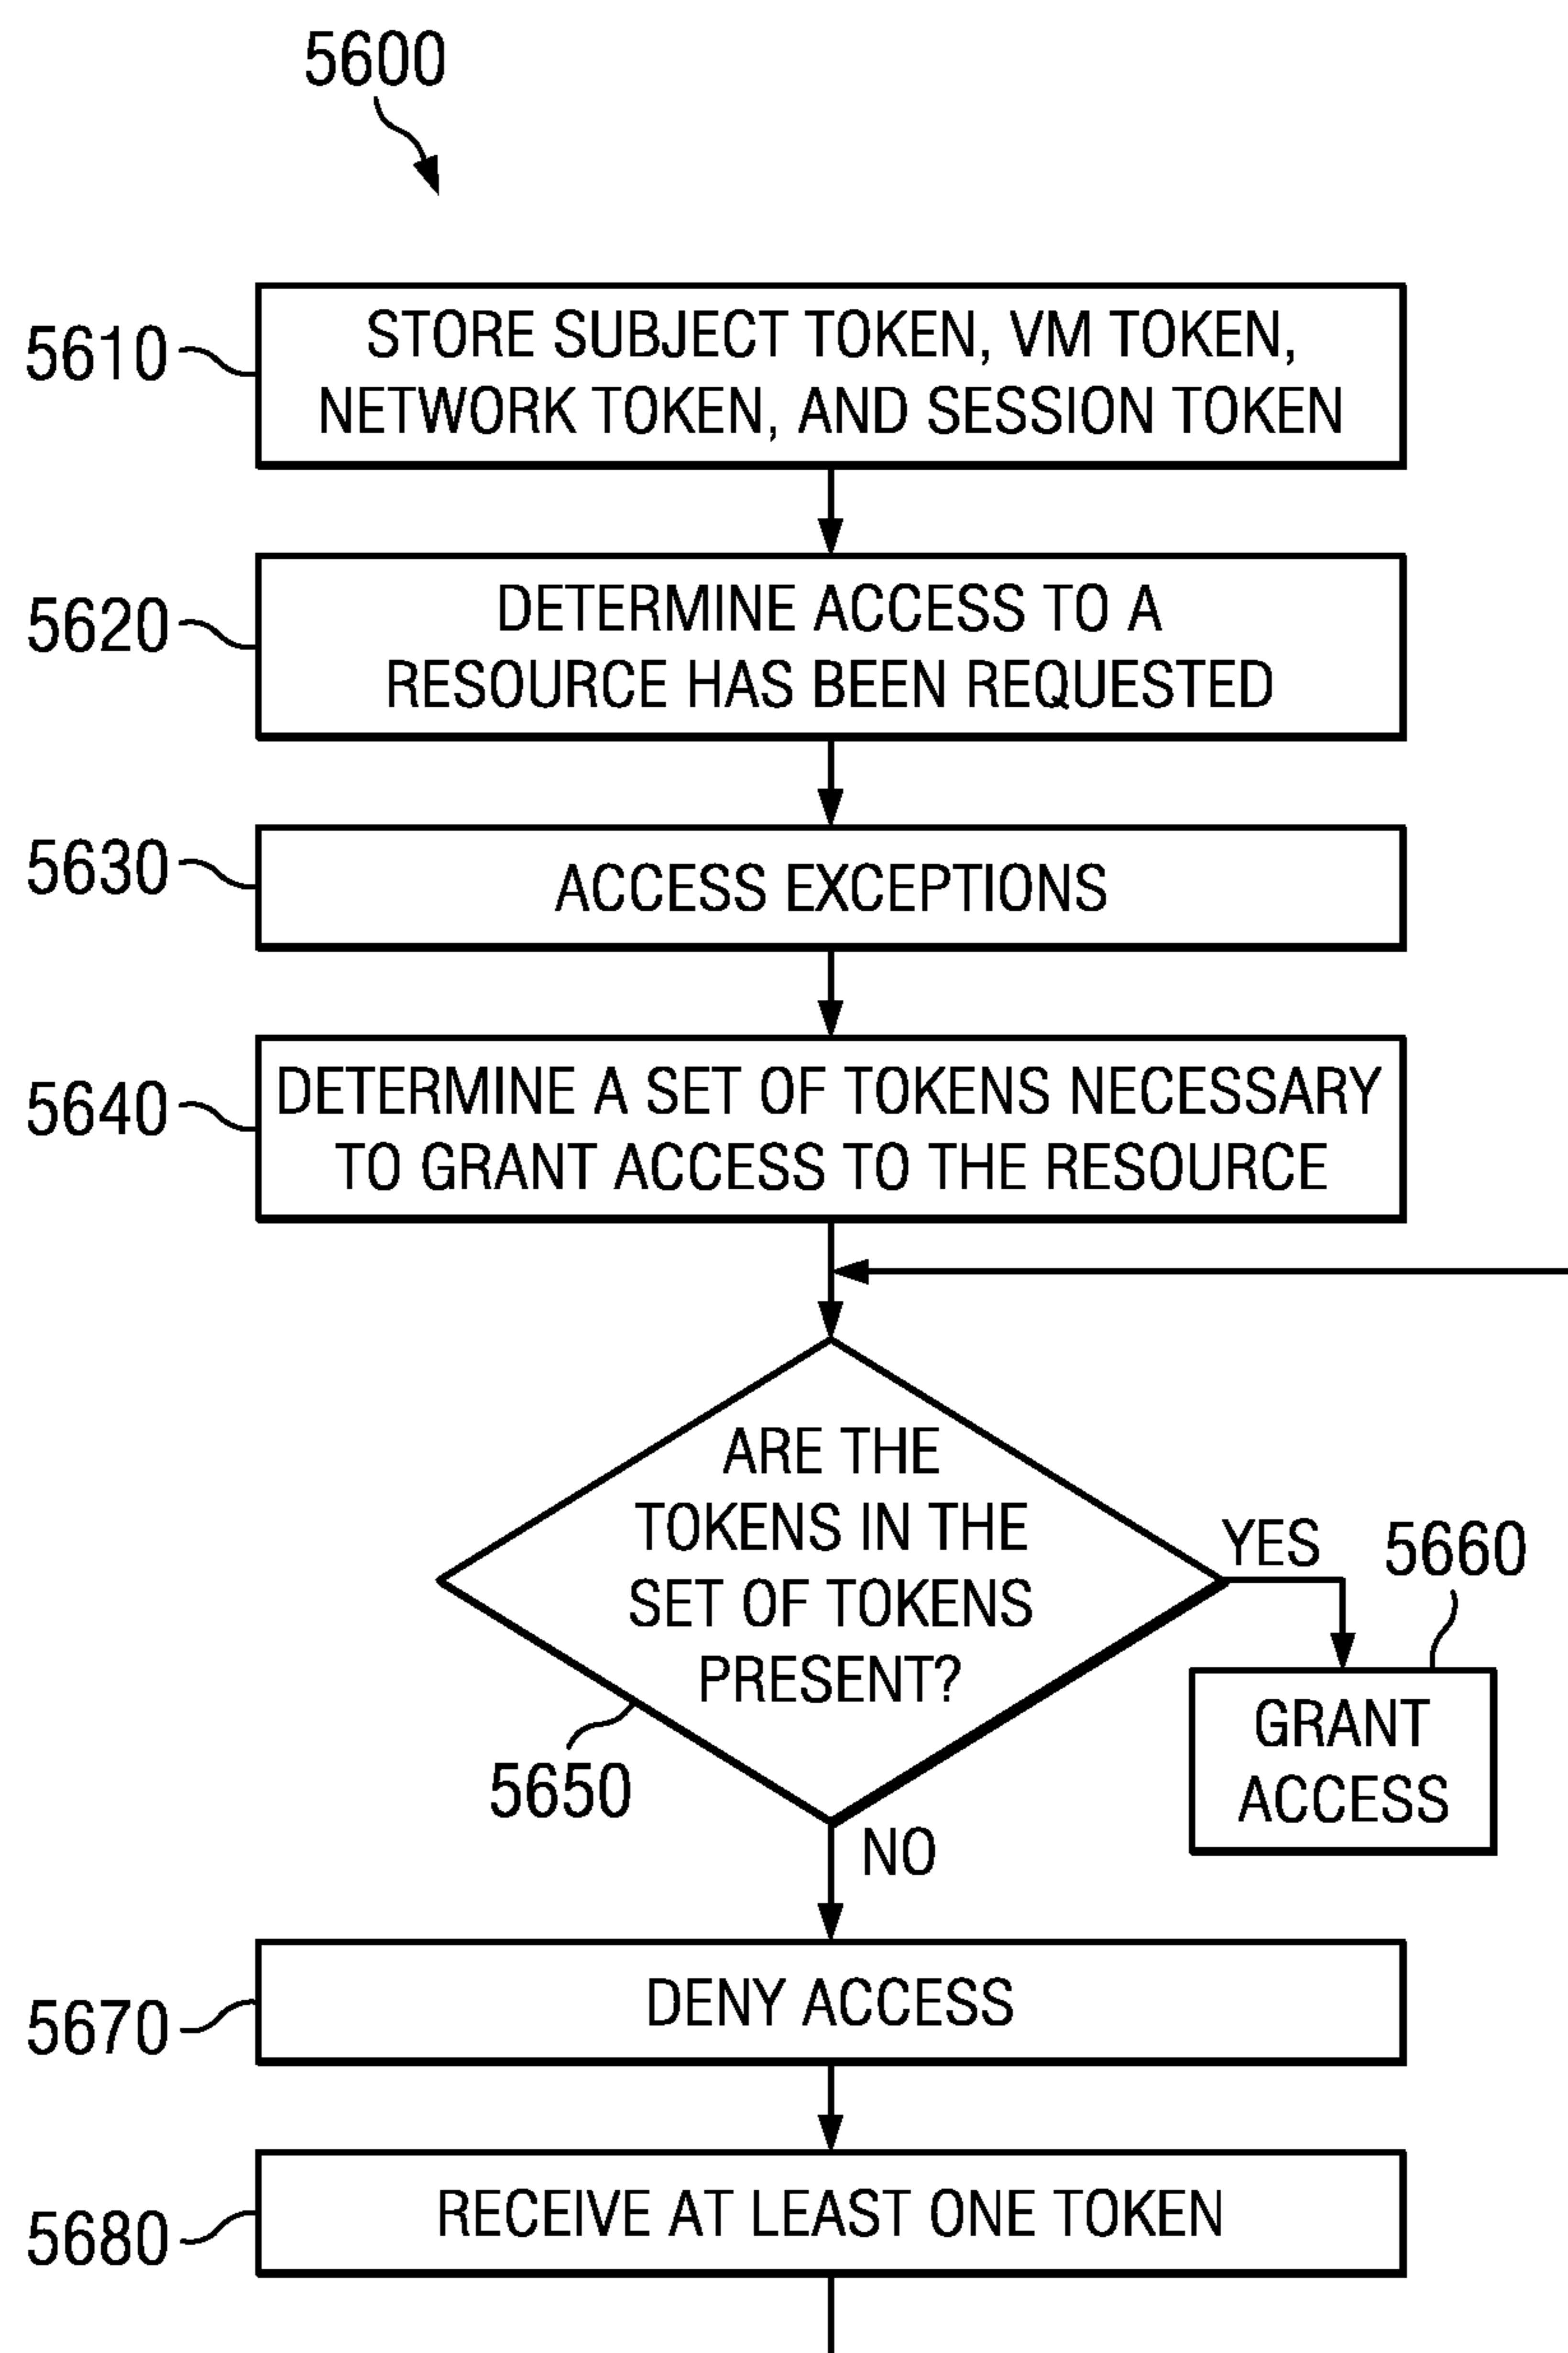 5600
5610
STORE SUBJECT TOKEN, VM TOKEN,
NETWORK TOKEN, AND SESSION TOKEN
5620
DETERMINE ACCESS TO A
RESOURCE HAS BEEN REQUESTED
5630
ACCESS EXCEPTIONS
5640
DETERMINE A SET OF TOKENS NECESSARY
TO GRANT ACCESS TO THE RESOURCE
ARE THE
TOKENS IN THE
SET OF TOKENS
PRESENT?
5650
YES
5660
GRANT
ACCESS
NO
5670
DENY ACCESS
5680
RECEIVE AT LEAST ONE TOKEN